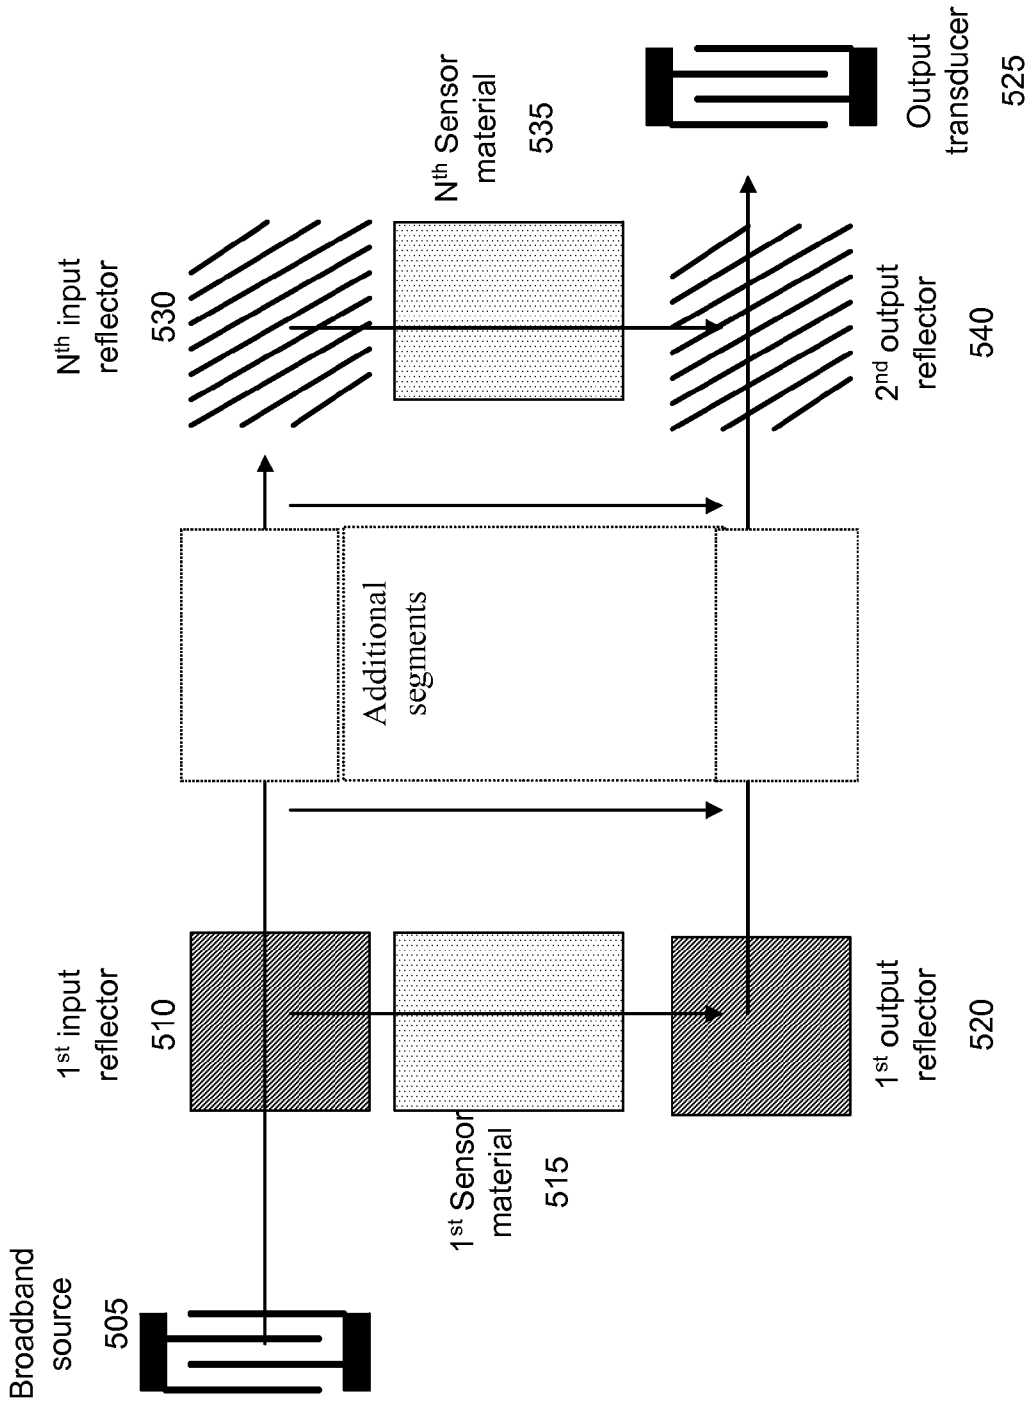 Broadband
source
505
1st input
reflector
510
Nth input
reflector
530
1st Sensor
material
515
Additional
segments
Nth Sensor
material
535
1st output
reflector
520
2nd output
reflector
540
Output
transducer
525